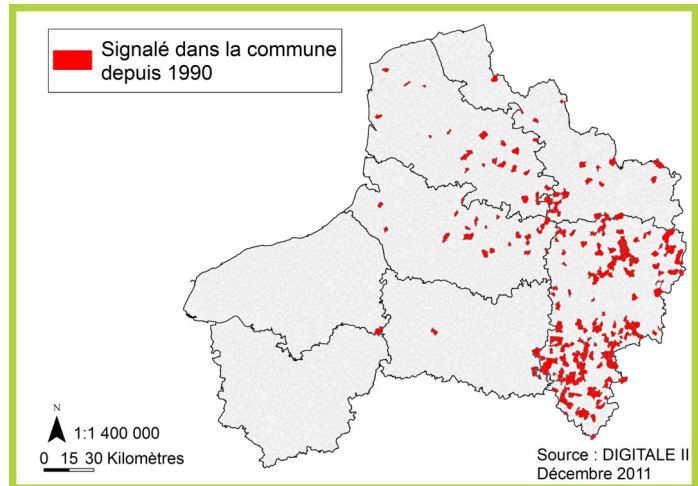 Signalé dans la commune
depuis 1990
N
1:1 400 000
0 15 30 Kilomètres
Source : DIGITALE II
Décembre 2011